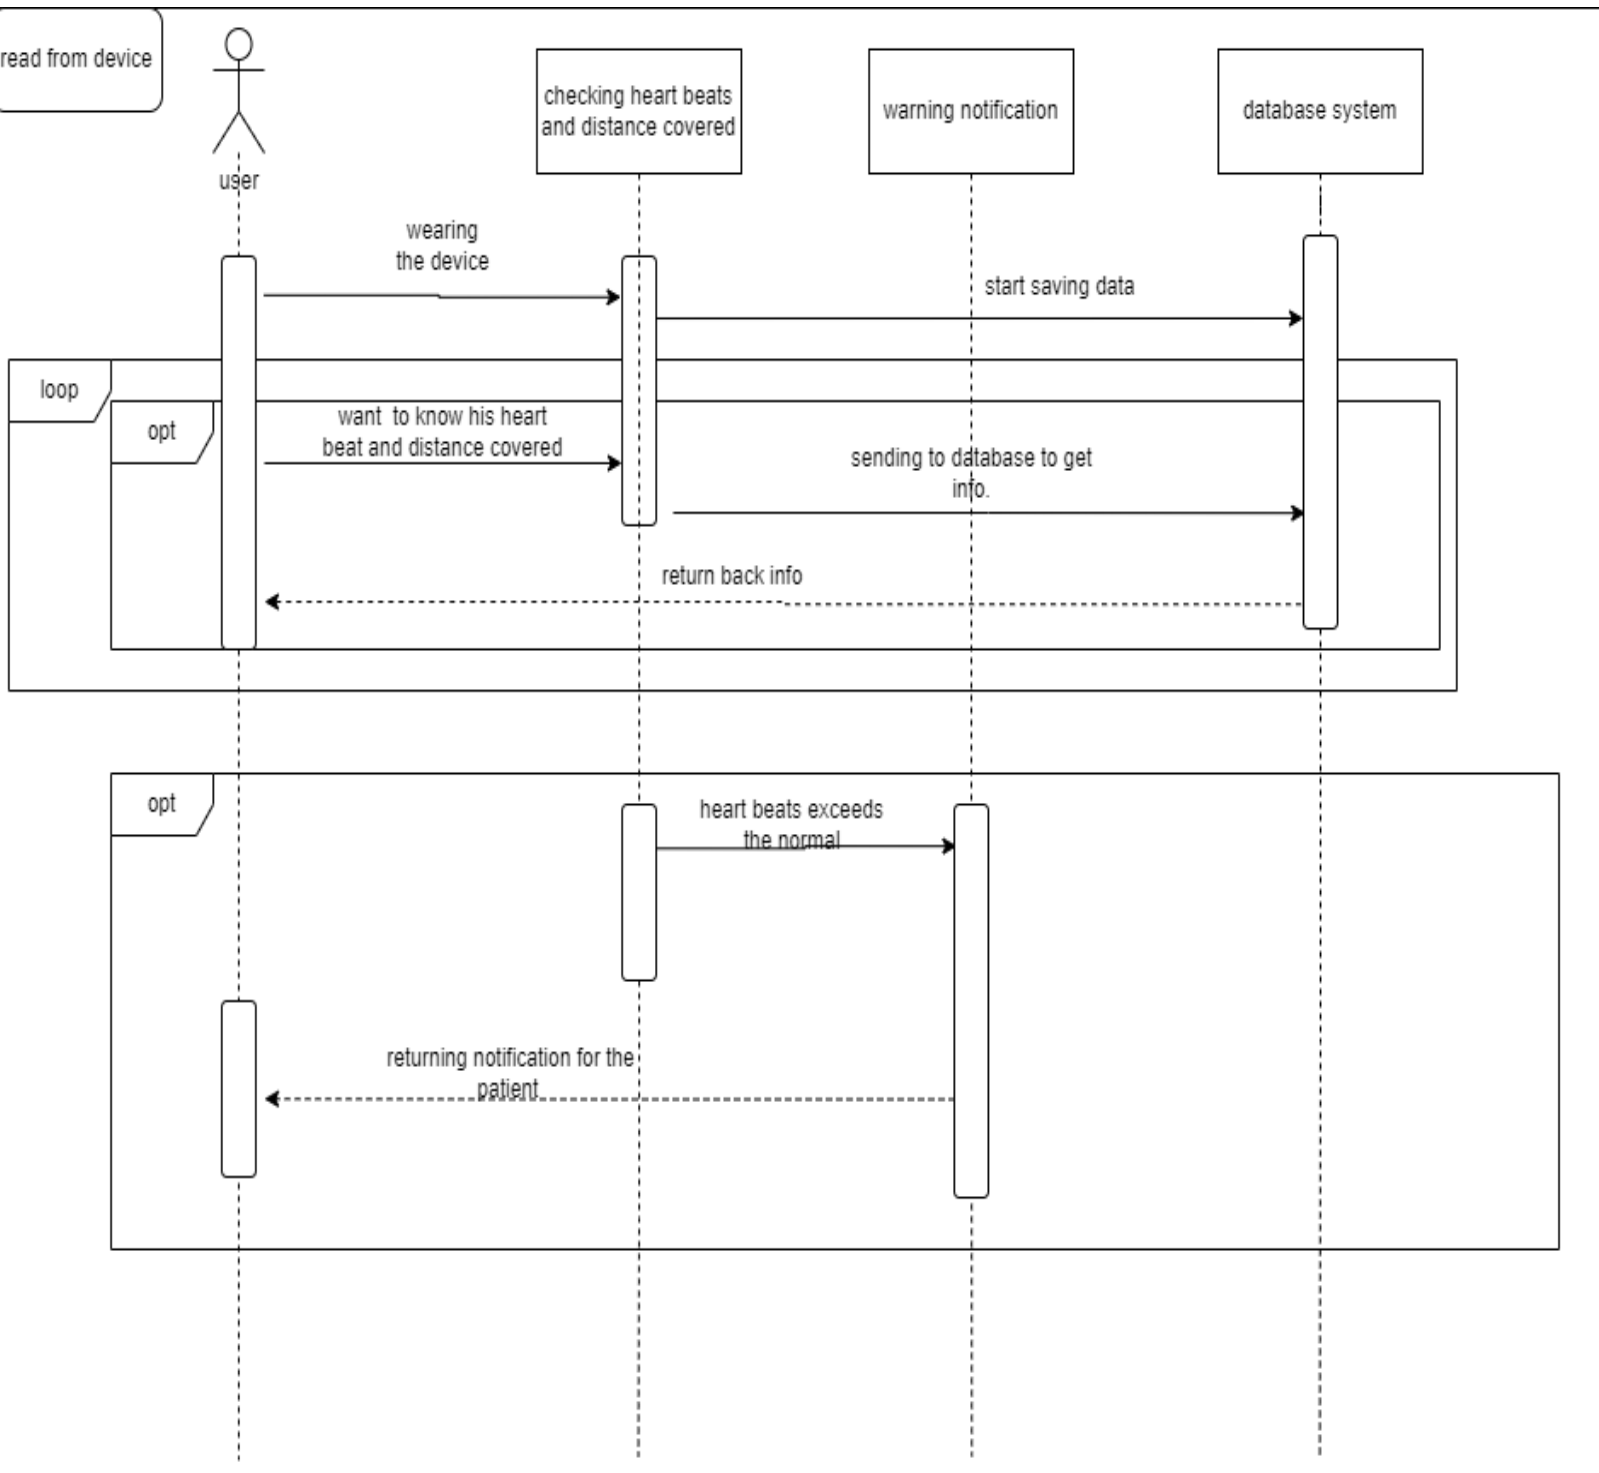 read from device
user
checking heart beats
and distance covered
warning notification
database system
wearing
the device
start saving data
loop
opt
want  to know his heart
beat and distance covered
sending to database to get
info.
return back info
opt
heart beats exceeds
the normal
returning notification for the
patient